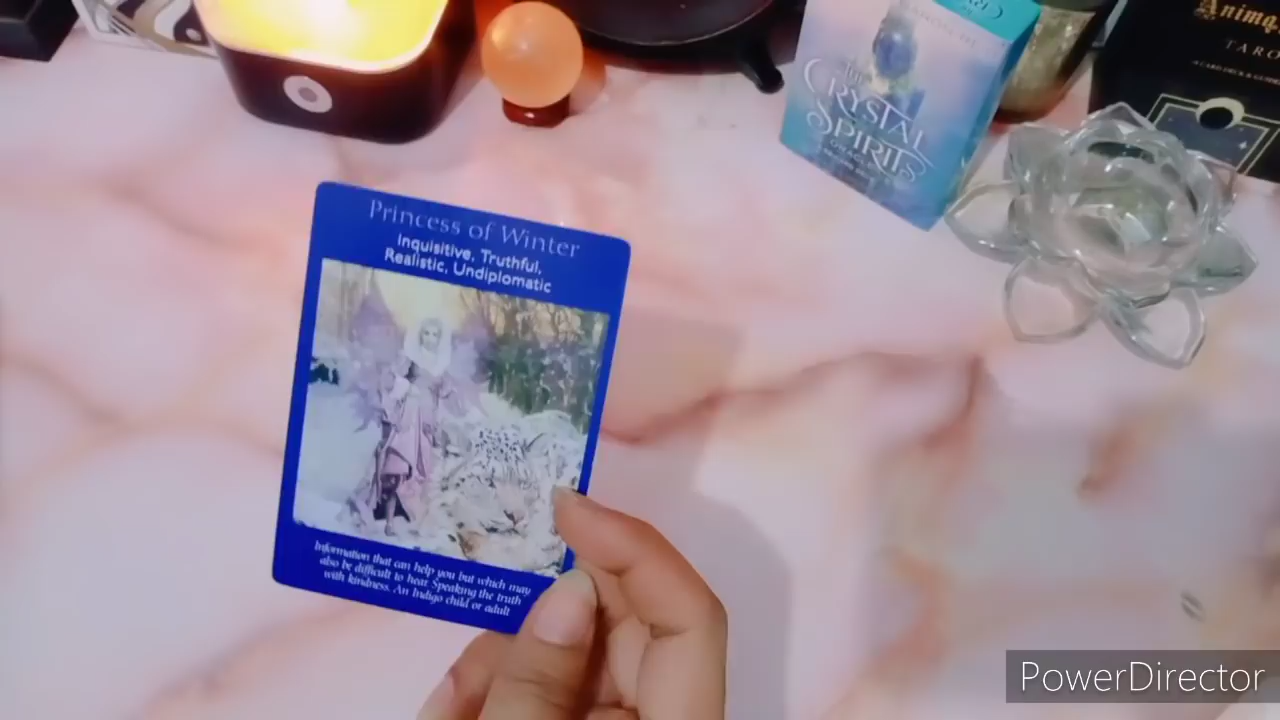 Princess of Winter
Inquisitive, Truthful,
Realistic, Undiplomatic
Information that can help you but which may
also be difficult to hear. Speaking the truth
with kindness. An Indigo child or adult
CRYSTAL
SPIRITS
ORACLE
TARO
PowerDirector